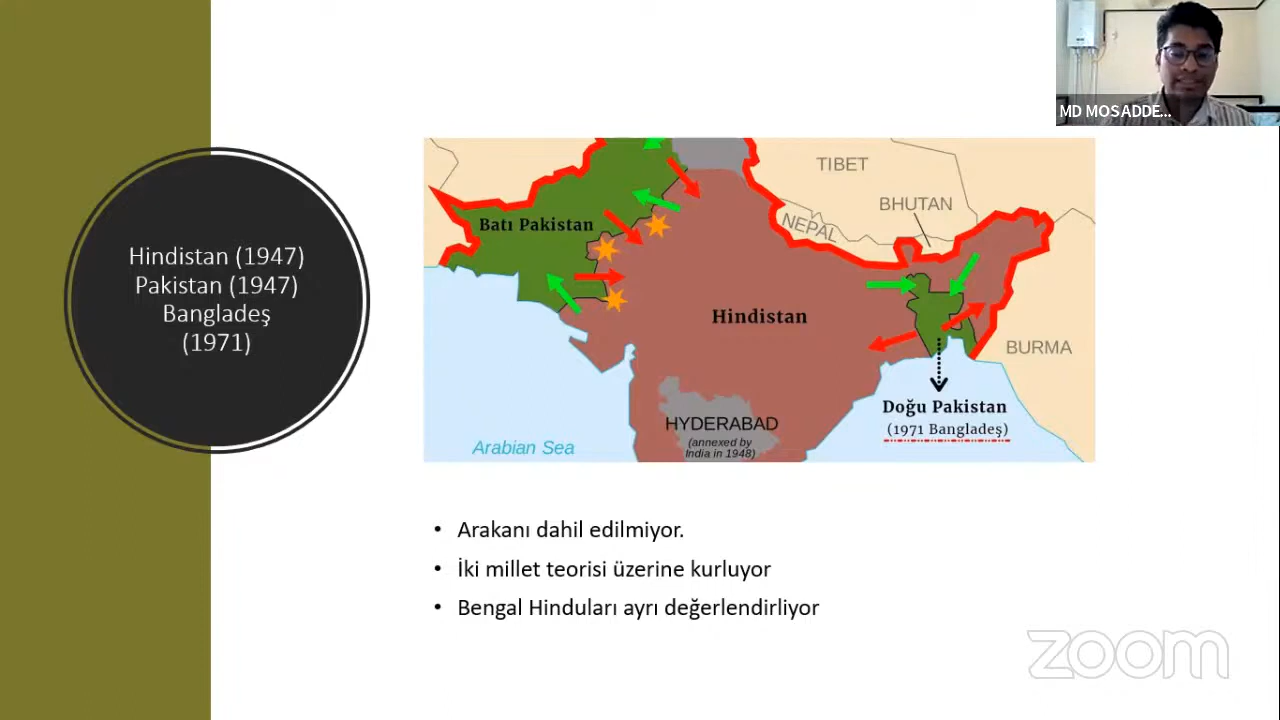 MD MOSADDE...
Hindistan (1947)
Pakistan (1947)
Bangladeş
(1971)
TIBET
BHUTAN
NEPAL
Batı Pakistan
Hindistan
BURMA
HYDERABAD
(annexed by
India in 1948)
Doğu Pakistan
(1971 Bangladeş)
Arabian Sea
• Arakanı dahil edilmiyor.
• İki millet teorisi üzerine kurluyor
• Bengal Hinduları ayrı değerlendirliyor
zoom